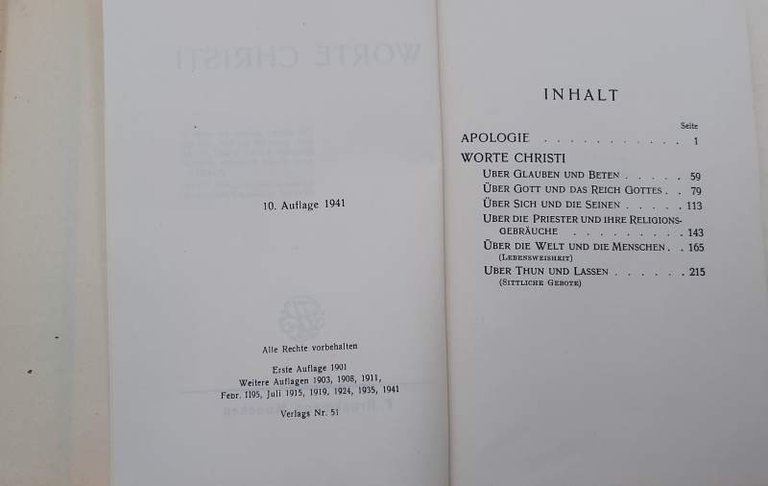 10. Auflage 1941
Alle Rechte vorbehalten
Erste Auflage 1901
Weitere Auflagen 1903, 1908, 1911,
Febr. 1195, Juli 1915, 1919, 1924, 1935, 1941
Verlags Nr. 51
INHALT
Seite
APOLOGIE . . . . . . . . . . . 1
WORTE CHRISTI
ÜBER GLAUBEN UND BETEN . . . . . 59
ÜBER GOTT UND DAS REICH GOTTES . . 79
ÜBER SICH UND DIE SEINEN . . . . . 113
ÜBER DIE PRIESTER UND IHRE RELIGIONS-
GEBRÄUCHE . . . . . . . . . 143
ÜBER DIE WELT UND DIE MENSCHEN . . 165
(LEBENSWEISHEIT)
ÜBER THUN UND LASSEN . . . . . . 215
(SITTLICHE GEBOTE)